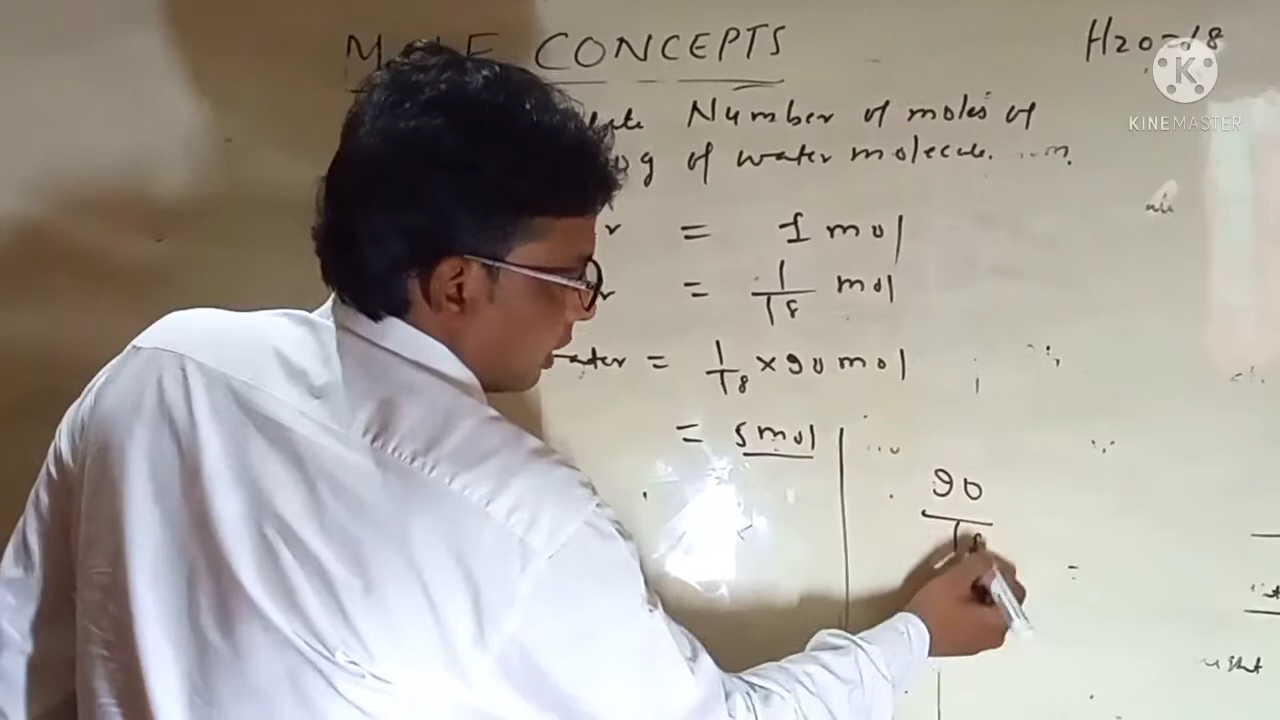 CONCEPTS
H2O=18
KINEMASTER
Number of moles of
g of water molecule.
= 1 mol
= 1/18 mol
water = 1/18 × 90 mol
= 5 mol
90
18